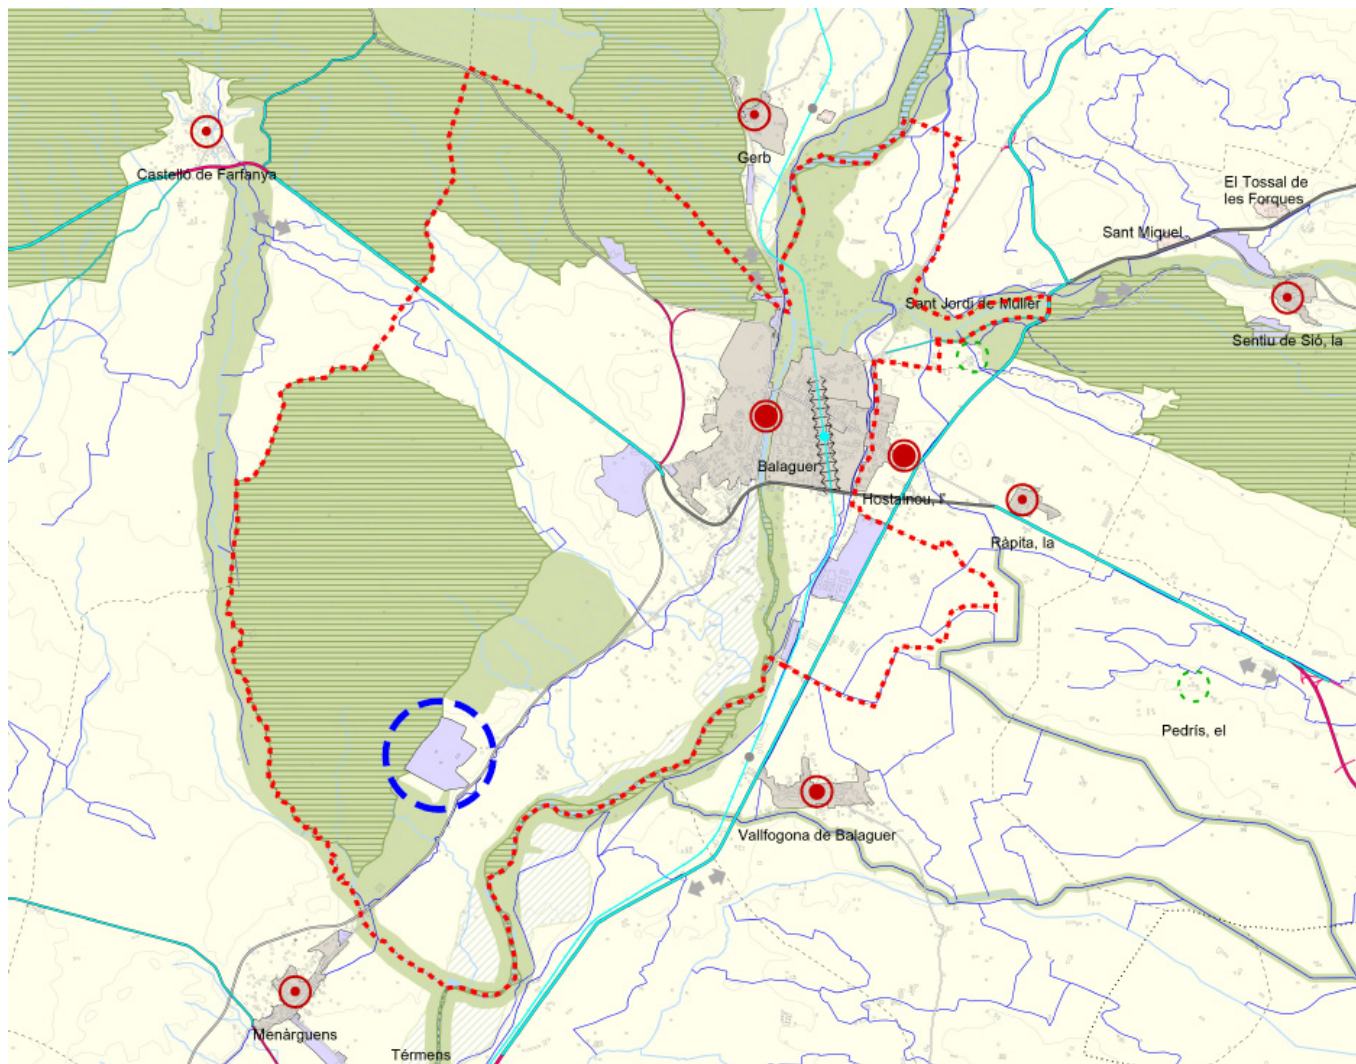 Gerb
Castelló de Farfanya
El Tossal de
les Forques
Sant Miquel
Sant Jordi de Mùller
Sentiu de Sió, la
Balaguer
Hostalnou, l'
Ràpita, la
Pedrís, el
Vallfogona de Balaguer
Menàrguens
Térmens